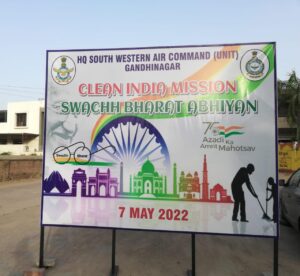 HQ SOUTH WESTERN AIR COMMAND (UNIT)
GANDHINAGAR
CLEAN INDIA MISSION
SWACHH BHARAT ABHIYAN
75
Azadi Ka
Amrit Mahotsav
7 MAY 2022